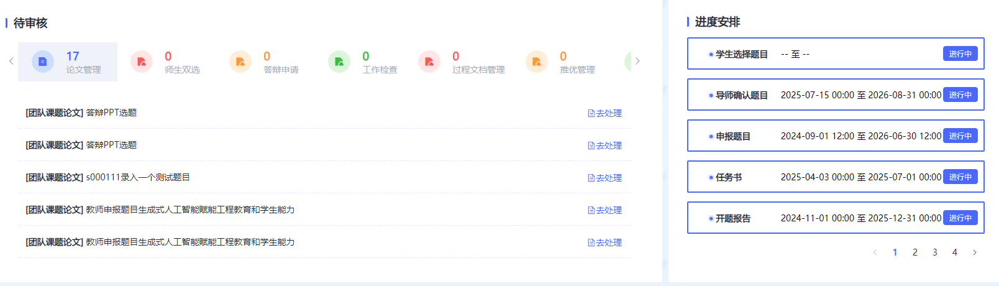 待审核
17
论文管理
0
师生双选
0
答辩申请
0
工作检查
0
过程文档管理
0
推优管理
[团队课题论文] 答辩PPT选题 去处理
[团队课题论文] 答辩PPT选题 去处理
[团队课题论文] s000111录入一个测试题目 去处理
[团队课题论文] 教师申报题目生成式人工智能赋能工程教育和学生能力 去处理
[团队课题论文] 教师申报题目生成式人工智能赋能工程教育和学生能力 去处理
进度安排
学生选择题目 -- 至 -- 进行中
导师确认题目 2025-07-15 00:00 至 2026-08-31 00:00 进行中
申报题目 2024-09-01 12:00 至 2026-06-30 12:00 进行中
任务书 2025-04-03 00:00 至 2025-07-01 00:00 进行中
开题报告 2024-11-01 00:00 至 2025-12-31 00:00 进行中
1 2 3 4